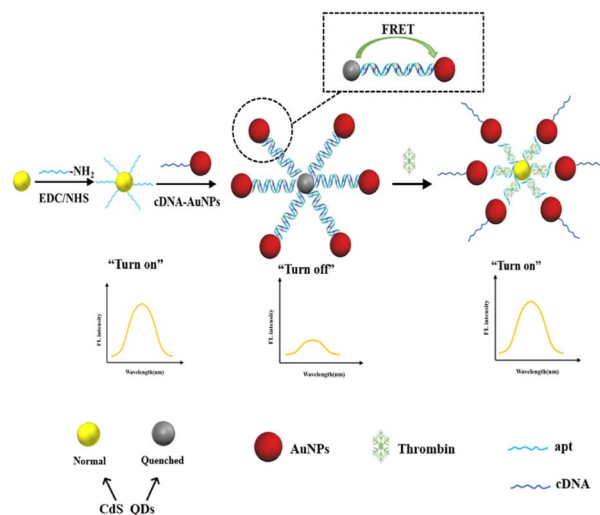 FRET
-NH2
EDC/NHS
cDNA-AuNPs
“Turn on”
“Turn off”
“Turn on”
FL intensity
Wavelength(nm)
FL intensity
Wavelength(nm)
FL intensity
Wavelength(nm)
Normal
Quenched
CdS QDs
AuNPs
Thrombin
apt
cDNA